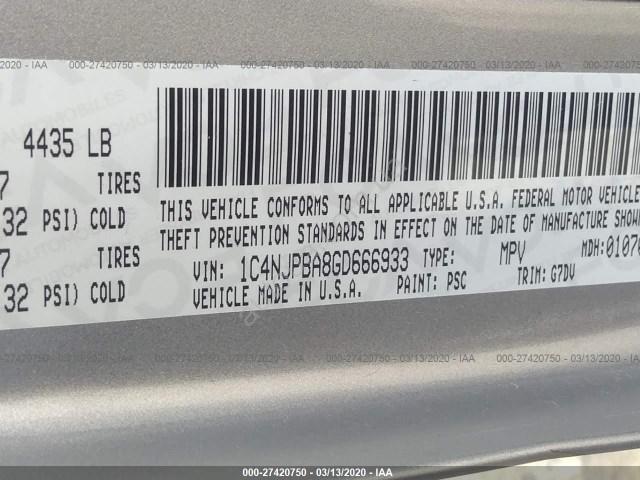 000-27420750 - 03/13/2020 - IAA
4435 LB
TIRES
32 PSI) COLD
TIRES
32 PSI) COLD
THIS VEHICLE CONFORMS TO ALL APPLICABLE U.S.A. FEDERAL MOTOR VEHICLE
THEFT PREVENTION STANDARDS IN EFFECT ON THE DATE OF MANUFACTURE SHOWN
VIN: 1C4NJPBA8GD666933 TYPE: MPV MDH:0107
VEHICLE MADE IN U.S.A. PAINT: PSC TRIM: G7DV
000-27420750 - 03/13/2020 - IAA
000-27420750 - 03/13/2020 - IAA